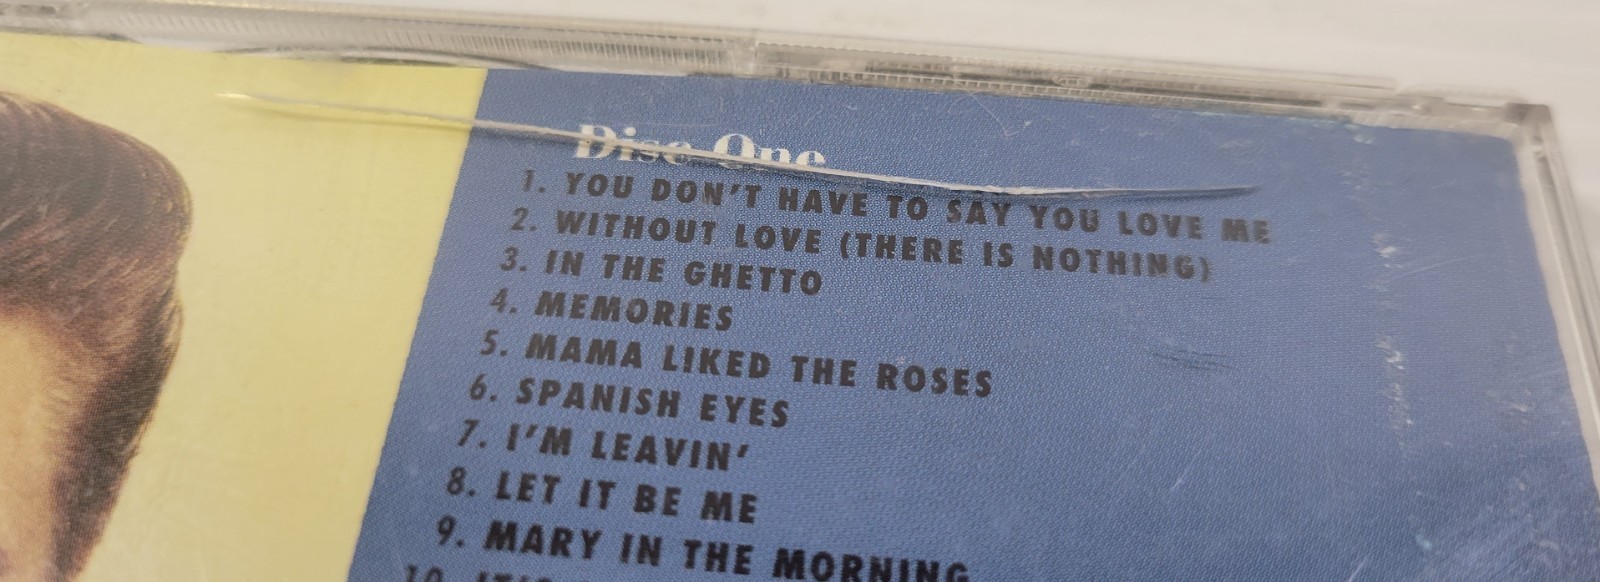 Disc One
1. YOU DON'T HAVE TO SAY YOU LOVE ME
2. WITHOUT LOVE (THERE IS NOTHING)
3. IN THE GHETTO
4. MEMORIES
5. MAMA LIKED THE ROSES
6. SPANISH EYES
7. I'M LEAVIN'
8. LET IT BE ME
9. MARY IN THE MORNING
10. IT'S